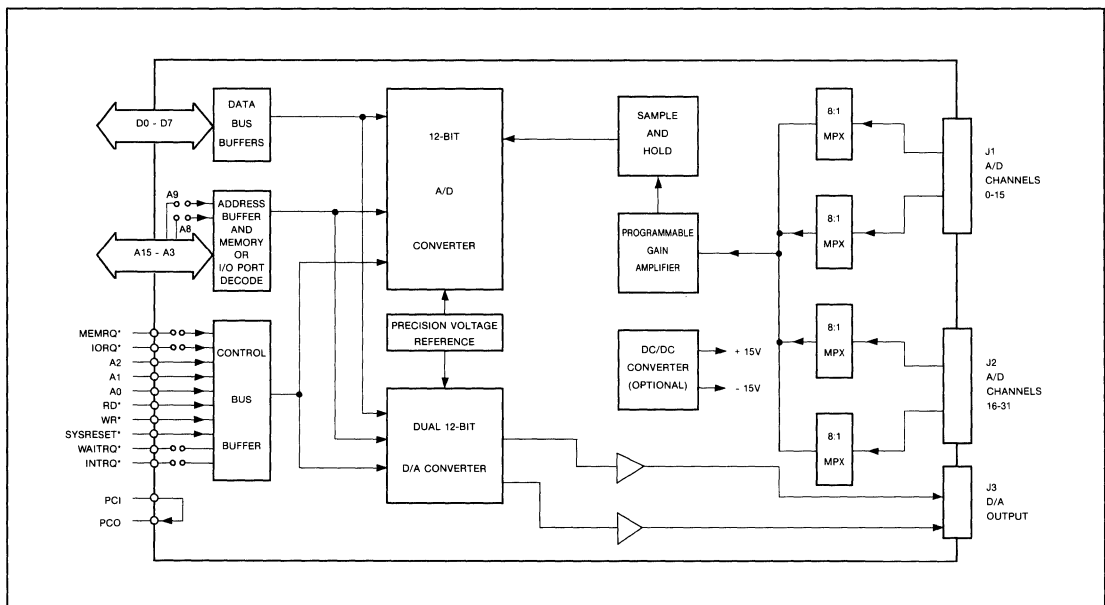 D0 - D7
DATA
BUS
BUFFERS
A9
A8
A15 - A3
ADDRESS
BUFFER
AND
MEMORY
OR
I/O PORT
DECODE
MEMRQ*
IORQ*
A2
A1
A0
RD*
WR*
SYSRESET*
WAITRQ*
INTRQ*
PCI
PCO
CONTROL
BUS
BUFFER
12-BIT
A/D
CONVERTER
PRECISION VOLTAGE
REFERENCE
DUAL 12-BIT
D/A CONVERTER
SAMPLE
AND
HOLD
PROGRAMMABLE
GAIN
AMPLIFIER
DC/DC
CONVERTER
(OPTIONAL)
+ 15V
- 15V
8:1
MPX
8:1
MPX
8:1
MPX
8:1
MPX
J1
A/D
CHANNELS
0-15
J2
A/D
CHANNELS
16-31
J3
D/A
OUTPUT